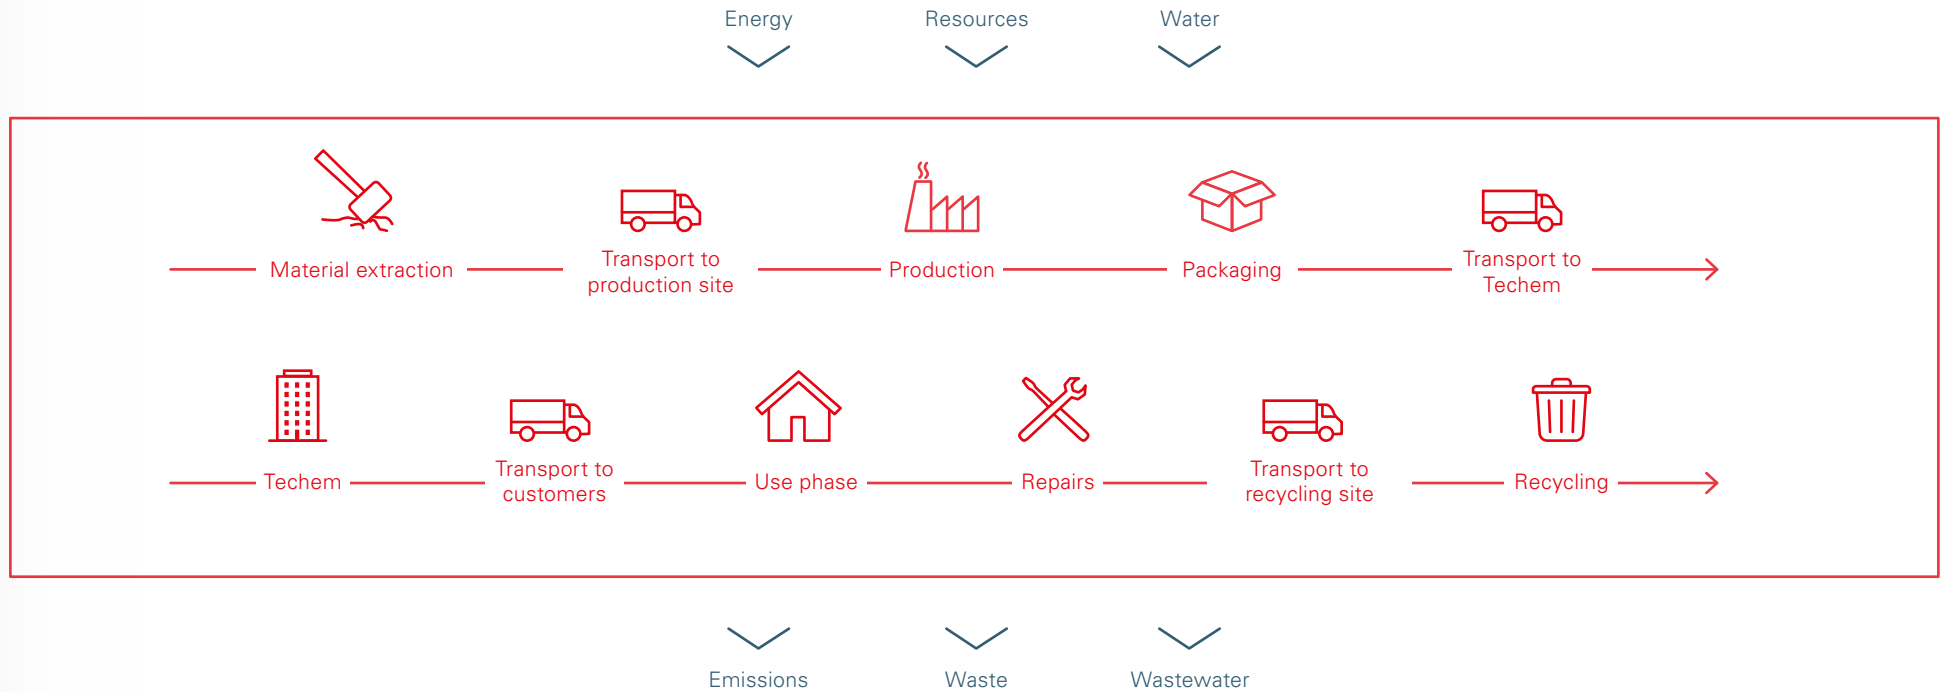 Energy
Resources
Water
Material extraction
Transport to
production site
Production
Packaging
Transport to
Techem
Techem
Transport to
customers
Use phase
Repairs
Transport to
recycling site
Recycling
Emissions
Waste
Wastewater